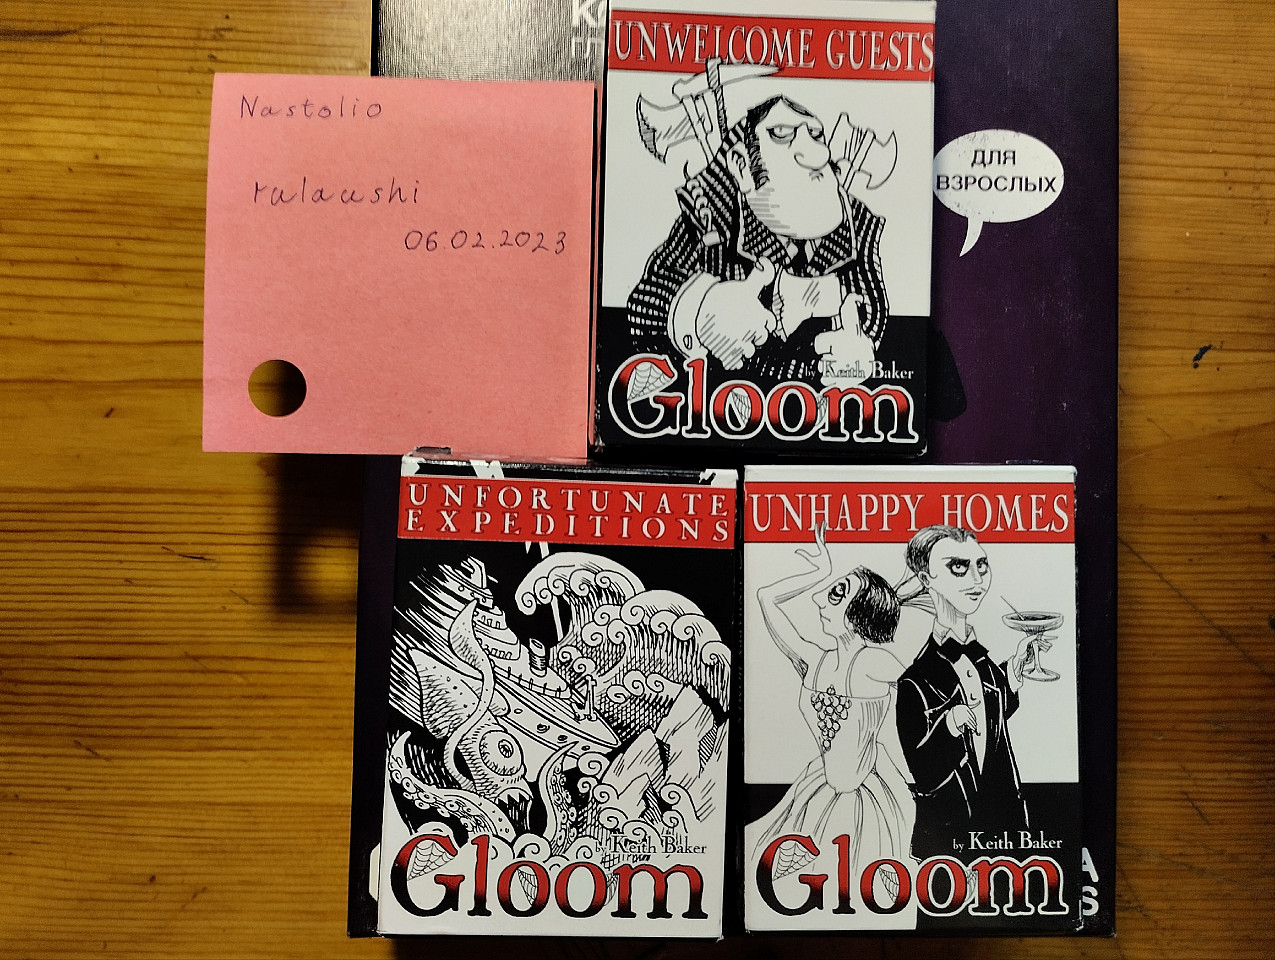 Nastolio
rulaushi
06.02.2023
UNWELCOME GUESTS
by Keith Baker
Gloom
ДЛЯ
ВЗРОСЛЫХ
UNFORTUNATE
EXPEDITIONS
by Keith Baker
Gloom
UNHAPPY HOMES
by Keith Baker
Gloom